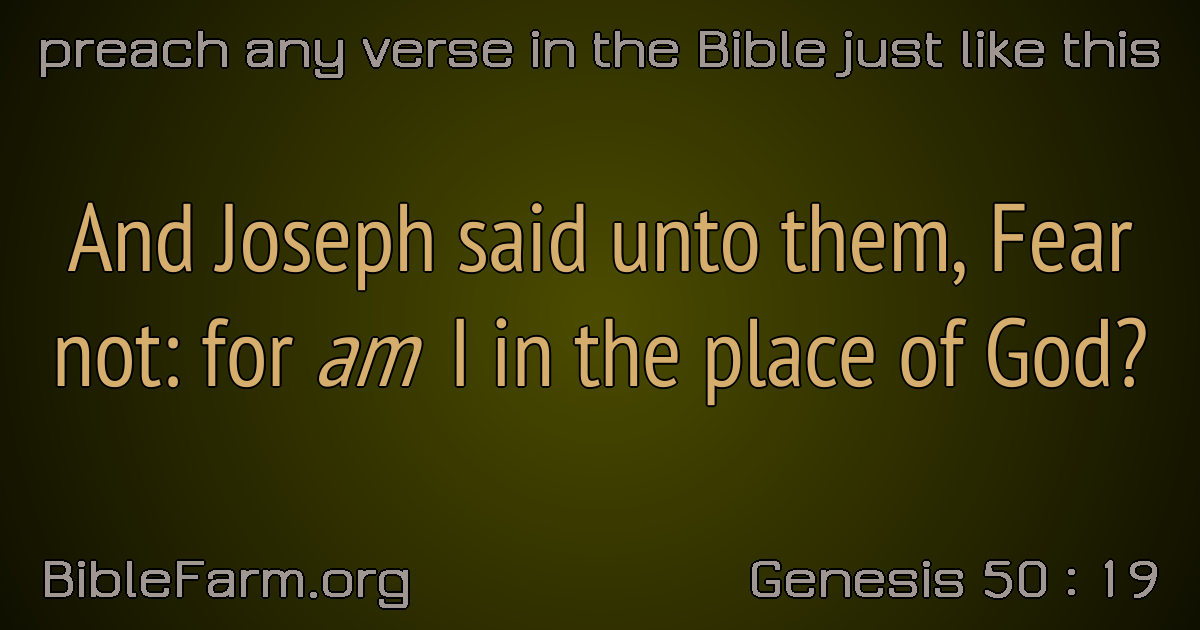 preach any verse in the Bible just like this
And Joseph said unto them, Fear
not: for am I in the place of God?
BibleFarm.org
Genesis 50 : 19